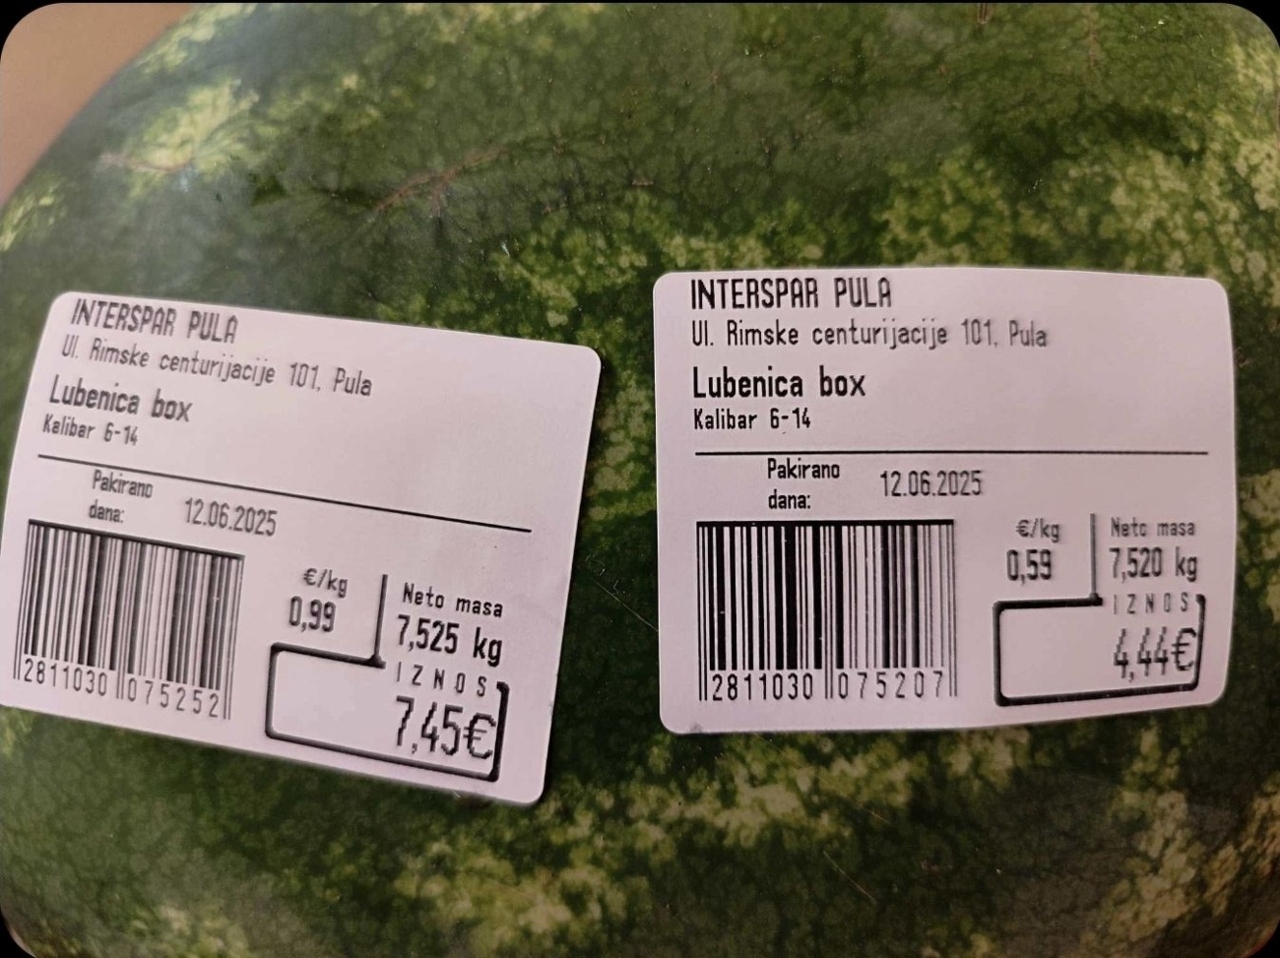 INTERSPAR PULA
Ul. Rimske centurijacije 101, Pula
Lubenica box
Kalibar 6-14
Pakirano
dana:
12.06.2025
€/kg
0,99
Neto masa
7,525 kg
IZNOS
7,45€
2811030 075252
INTERSPAR PULA
Ul. Rimske centurijacije 101, Pula
Lubenica box
Kalibar 6-14
Pakirano
dana:
12.06.2025
€/kg
0,59
Neto masa
7,520 kg
IZNOS
4,44€
2811030 075207